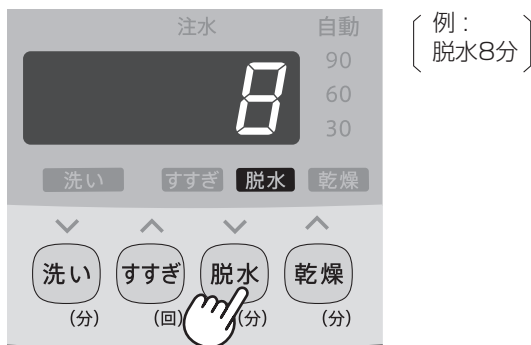 注水 自動
90
8
60
30
洗い すすぎ 脱水 乾燥
洗い すすぎ 脱水 乾燥
(分) (回) (分) (分)
例：
脱水8分